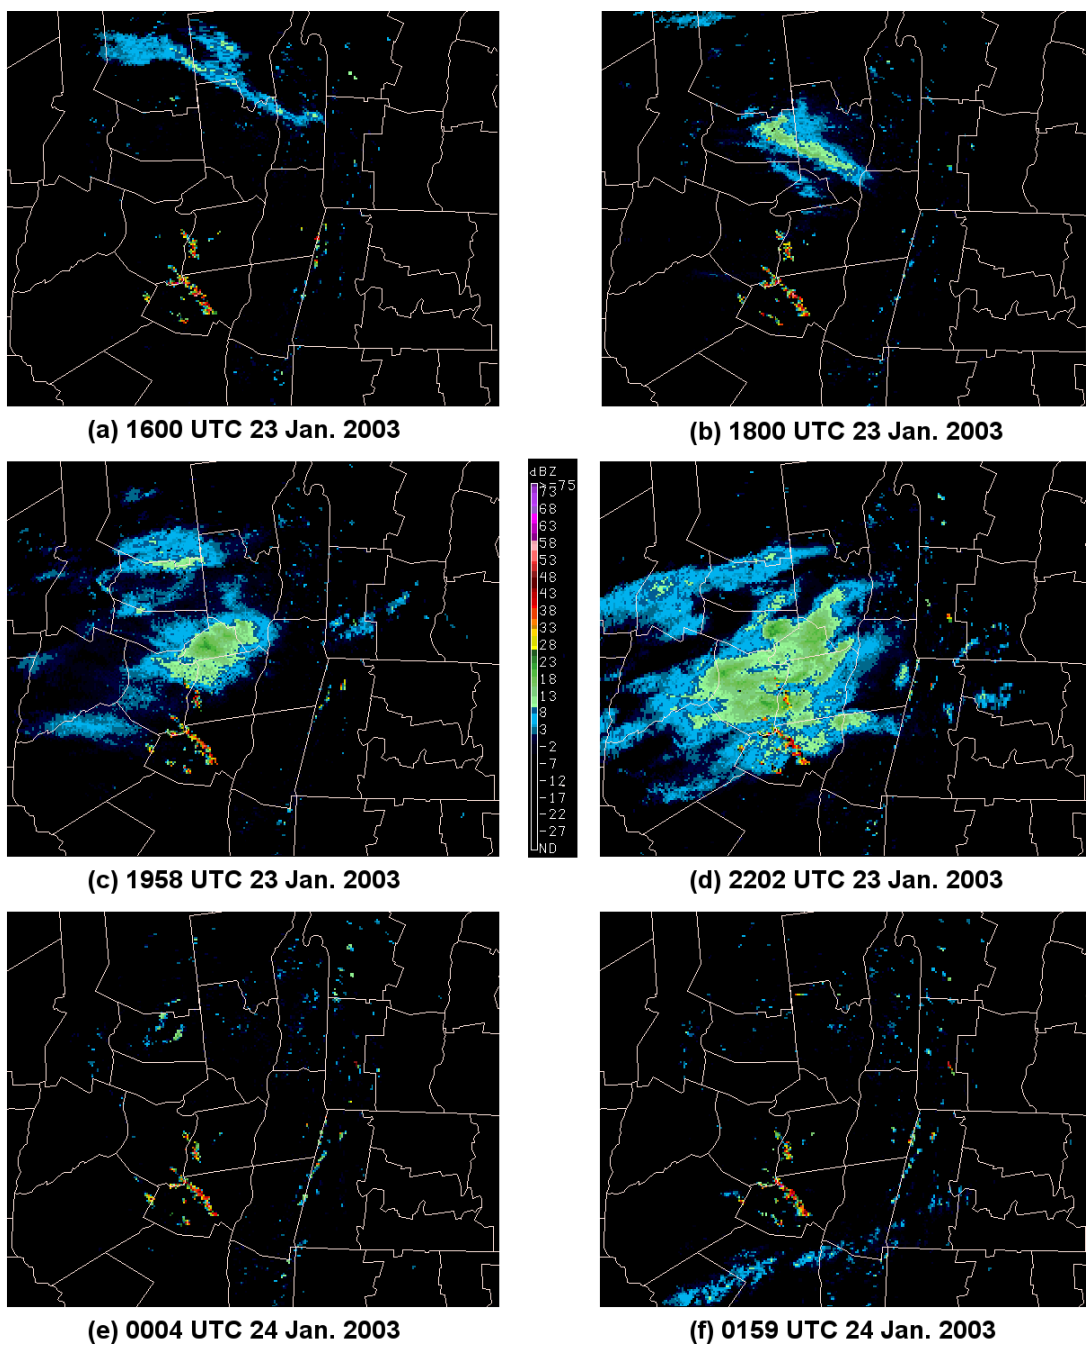 (a) 1600 UTC 23 Jan. 2003
(b) 1800 UTC 23 Jan. 2003
dBZ
>-75
73
68
63
58
53
48
43
38
33
28
23
18
13
8
3
-2
-7
-12
-17
-22
-27
ND
(c) 1958 UTC 23 Jan. 2003
(d) 2202 UTC 23 Jan. 2003
(e) 0004 UTC 24 Jan. 2003
(f) 0159 UTC 24 Jan. 2003